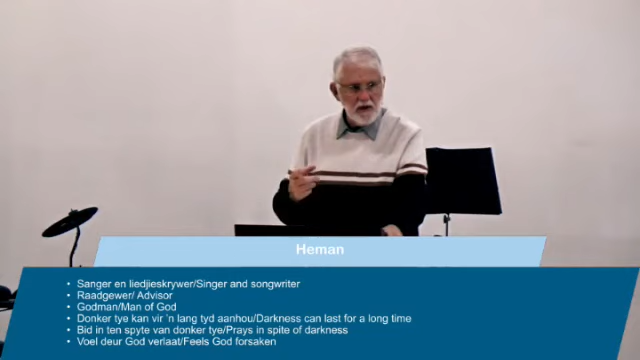 Heman
• Sanger en liedjieskrywer/Singer and songwriter
• Raadgewer/ Advisor
• Godman/Man of God
• Donker tye kan vir 'n lang tyd aanhou/Darkness can last for a long time
• Bid in ten spyte van donker tye/Prays in spite of darkness
• Voel deur God verlaat/Feels God forsaken